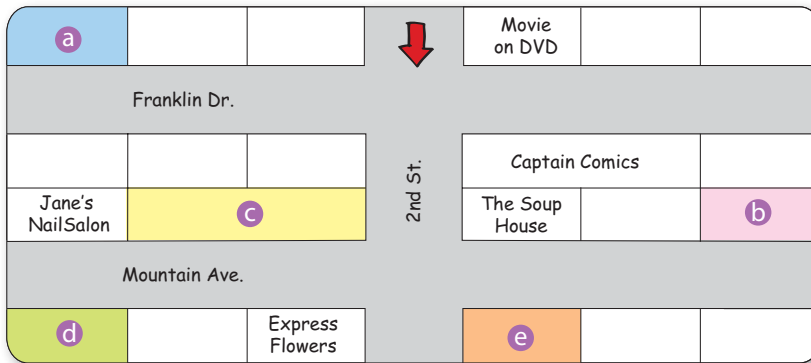 a
Movie
on DVD
Franklin Dr.
2nd St.
Captain Comics
Jane's
NailSalon
c
The Soup
House
b
Mountain Ave.
d
Express
Flowers
e